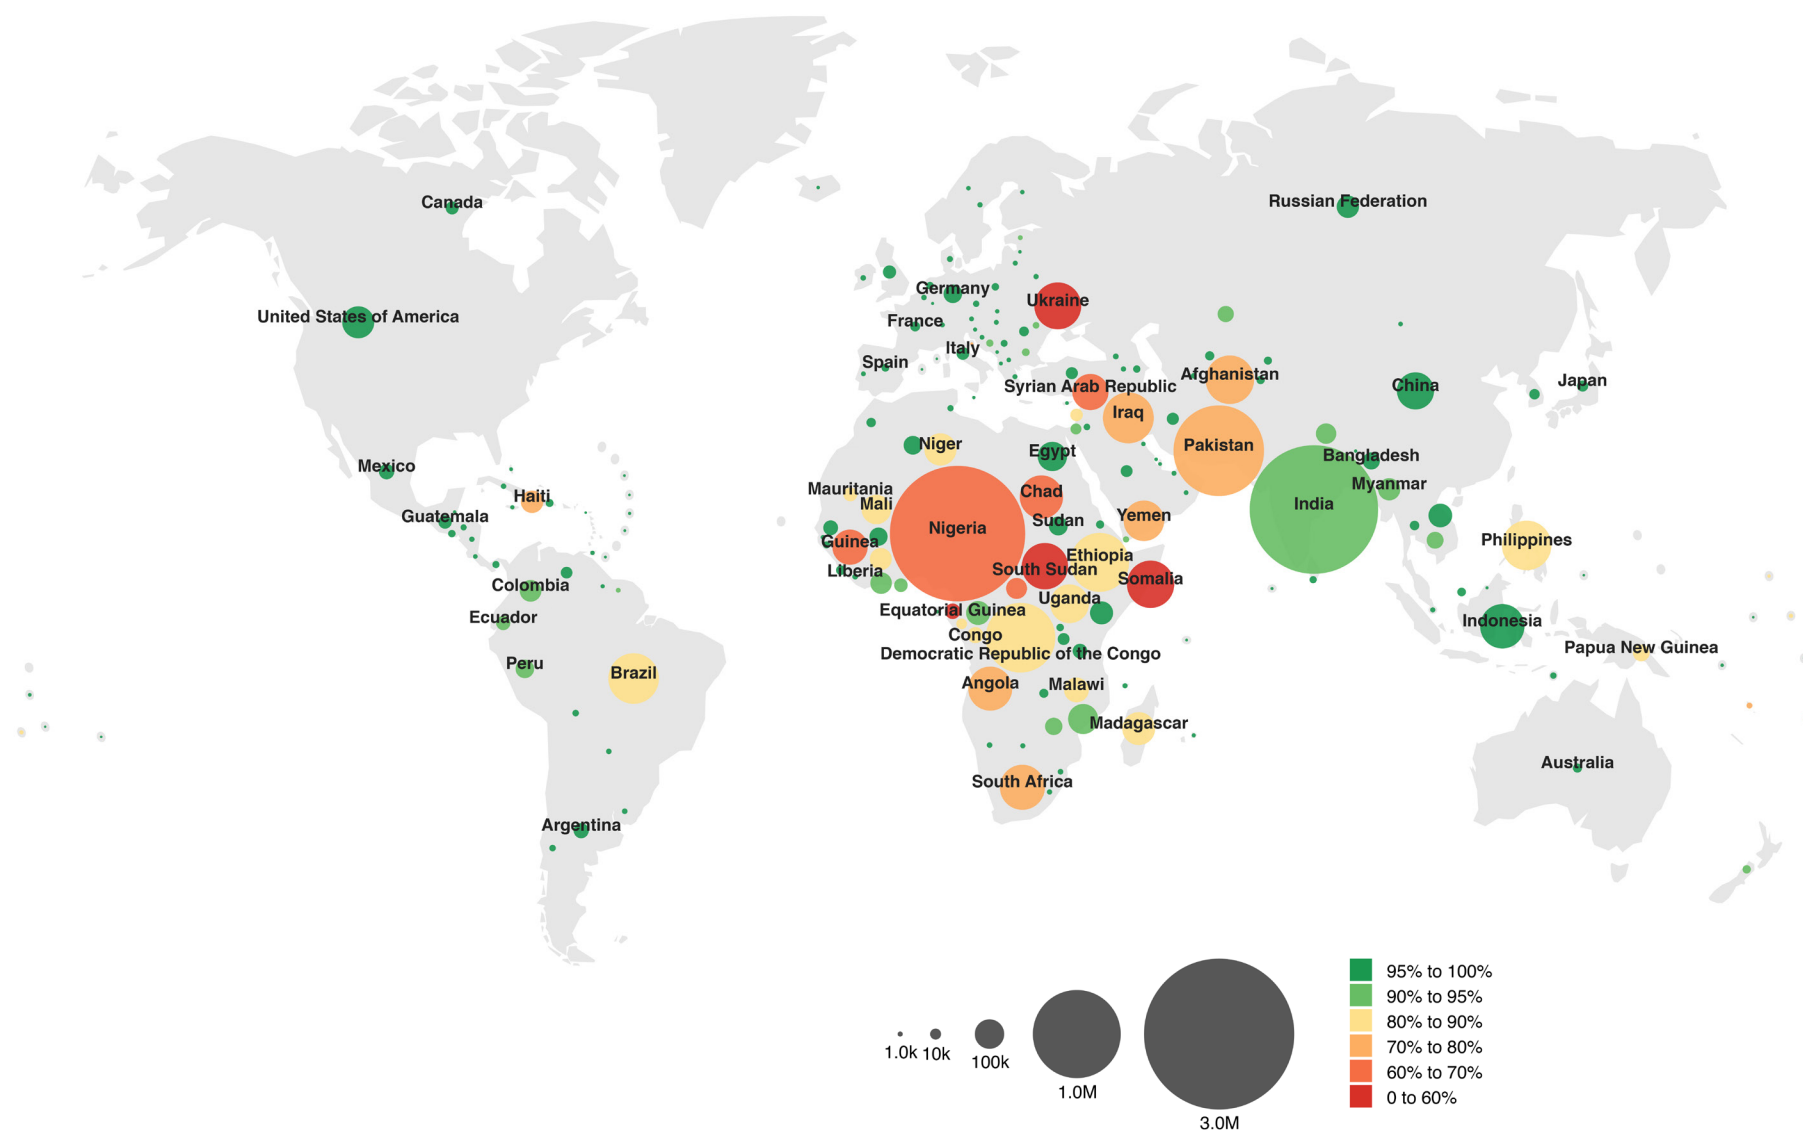 Canada
Russian Federation
Germany
Ukraine
United States of America
France
Italy
Spain
Syrian Arab Republic
Afghanistan
China
Japan
Iraq
Niger
Egypt
Pakistan
Bangladesh
Mexico
Mauritania
Chad
Myanmar
Haiti
Mali
India
Guatemala
Nigeria
Sudan
Yemen
Guinea
Ethiopia
Philippines
Liberia
South Sudan
Somalia
Colombia
Uganda
Ecuador
Equatorial Guinea
Indonesia
Congo
Papua New Guinea
Peru
Democratic Republic of the Congo
Brazil
Angola
Malawi
Madagascar
Australia
South Africa
Argentina
1.0k
10k
100k
1.0M
3.0M
95% to 100%
90% to 95%
80% to 90%
70% to 80%
60% to 70%
0 to 60%